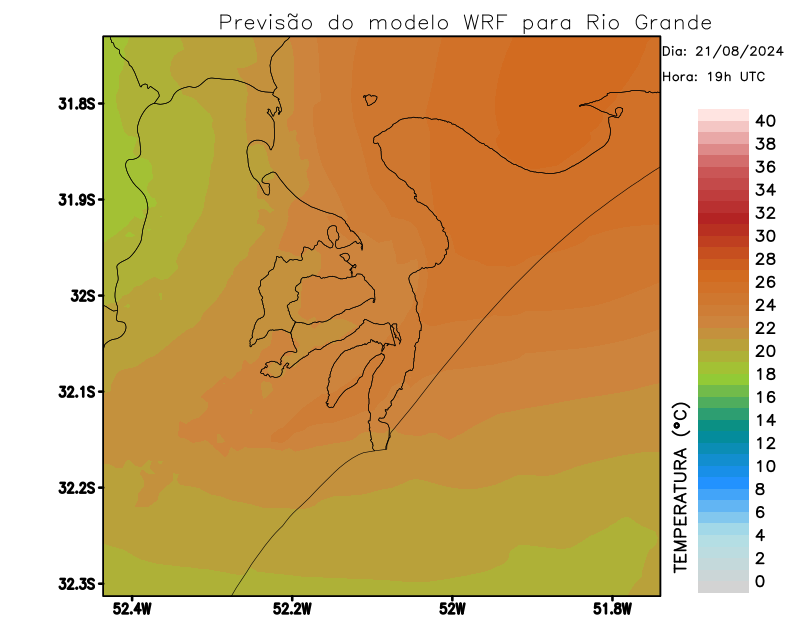 Previsão do modelo WRF para Rio Grande
Dia: 21/08/2024
Hora: 19h UTC
31.8S
31.9S
32S
32.1S
32.2S
32.3S
52.4W
52.2W
52W
51.8W
TEMPERATURA (°C)
40
38
36
34
32
30
28
26
24
22
20
18
16
14
12
10
8
6
4
2
0